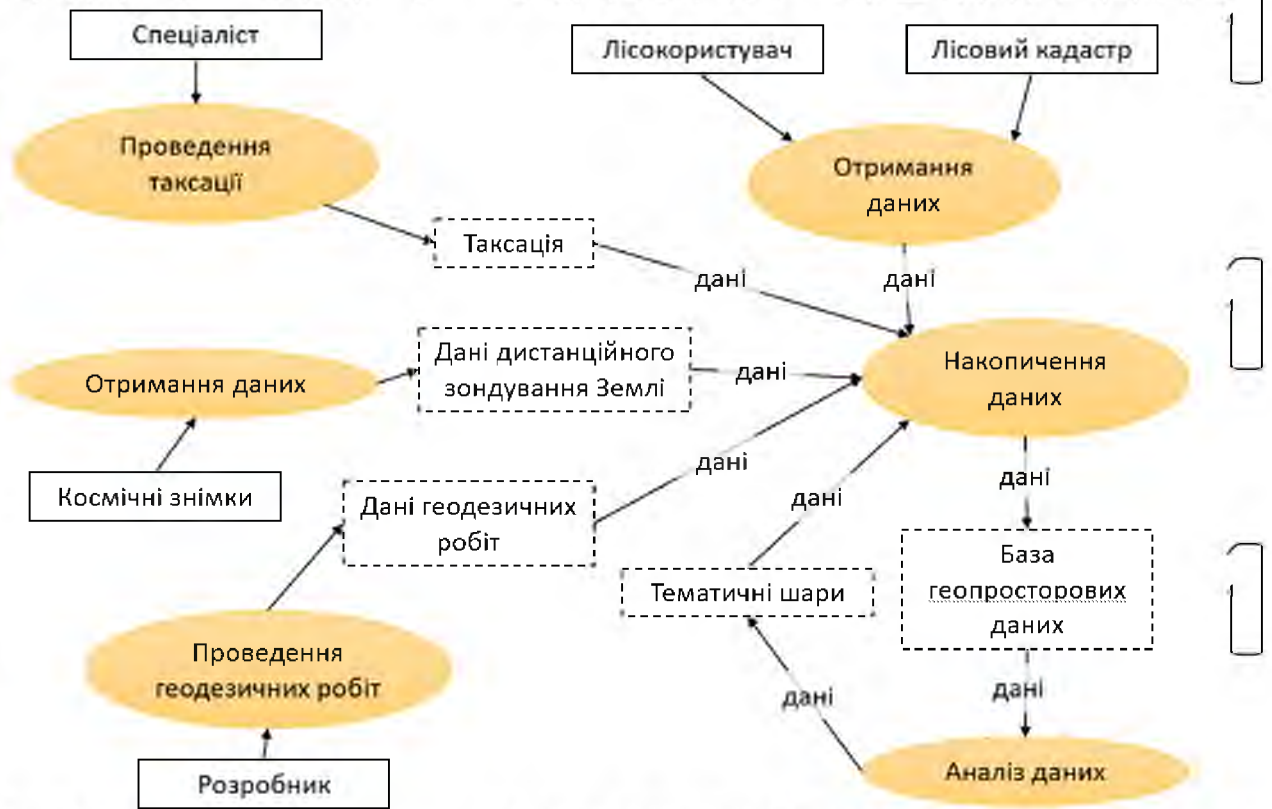 Спеціаліст
Лісокористувач
Лісовий кадастр
Проведення
таксації
Отримання
даних
Таксація
дані
дані
Дані дистанційного
зондування Землі
дані
Накопичення
даних
Отримання даних
дані
Космічні знімки
Дані геодезичних
робіт
дані
дані
База
геопросторових
даних
Тематичні шари
Проведення
геодезичних робіт
дані
дані
Розробник
Аналіз даних